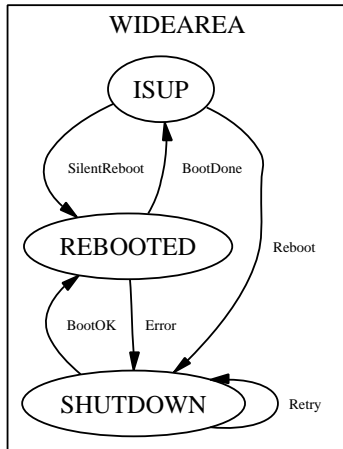 WIDEAREA
ISUP
SilentReboot
BootDone
REBOOTED
Reboot
BootOK
Error
SHUTDOWN
Retry